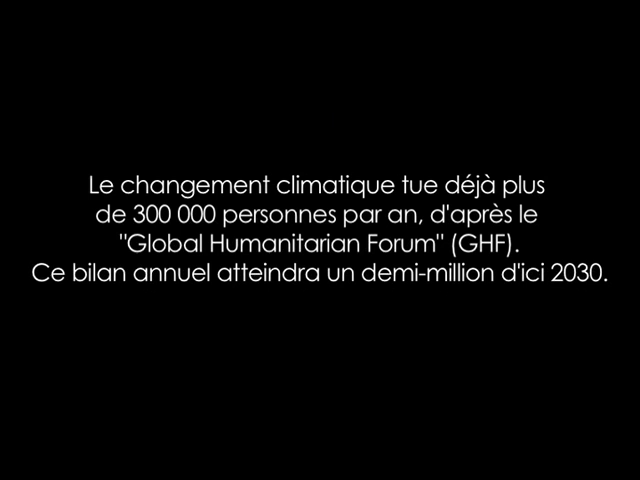 Le changement climatique tue déjà plus
de 300 000 personnes par an, d'après le
"Global Humanitarian Forum" (GHF).
Ce bilan annuel atteindra un demi-million d'ici 2030.